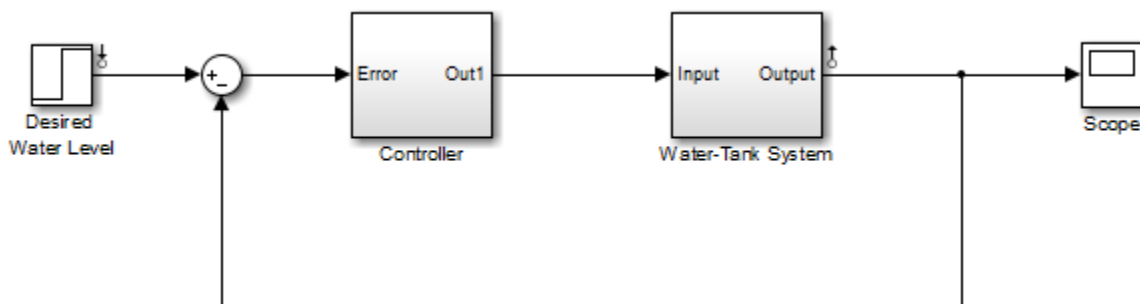 Desired
Water Level
+
-
Error
Out1
Controller
Input
Output
Water-Tank System
Scope